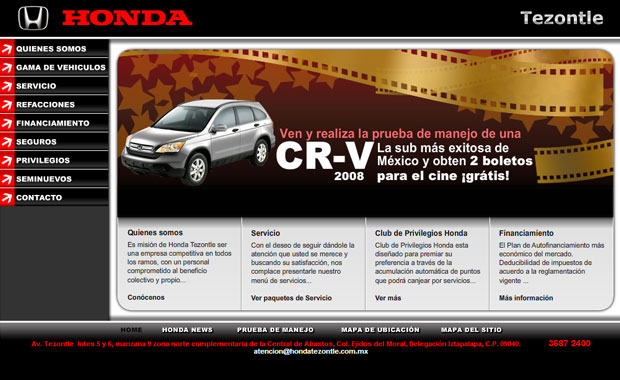 HONDA
Tezontle
QUIENES SOMOS
GAMA DE VEHICULOS
SERVICIO
REFACCIONES
FINANCIAMIENTO
SEGUROS
PRIVILEGIOS
SEMINUEVOS
CONTACTO
Ven y realiza la prueba de manejo de una
CR-V
2008
La sub más exitosa de
México y obten 2 boletos
para el cine ¡grátis!
Quienes somos
Es misión de Honda Tezontle ser
una empresa competitiva en todos
los ramos, con un personal
comprometido al beneficio
colectivo y propio...
Conócenos
Servicio
Con el deseo de seguir dándole la
atención que usted se merece y
buscando su satisfacción, nos
complace presentarle nuestro
menú de servicios...
Ver paquetes de Servicio
Club de Privilegios Honda
Club de Privilegios Honda esta
diseñado para premiar su
preferencia a través de la
acumulación automática de puntos
que podrá canjear por servicios...
Ver más
Financiamiento
El Plan de Autofinanciamiento más
económico del mercado.
Deducibilidad de impuestos de
acuerdo a la reglamentación
vigente ...
Más información
HOME
HONDA NEWS
PRUEBA DE MANEJO
MAPA DE UBICACIÓN
MAPA DEL SITIO
Av. Tezontle lotes 5 y 6, manzana 9 zona norte complementaria de la Central de Abastos, Col. Ejidos del Moral, Delegación Iztapalapa, C.P. 09040.
3687 2400
atencion@hondatezontle.com.mx